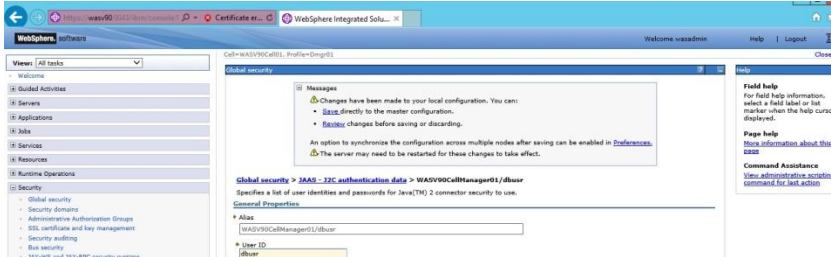 https://wasv90:9043/ibm/console/l
Certificate er...
WebSphere Integrated Solu...
WebSphere. software
Welcome wasadmin
Help | Logout
Cell=WASV90Cell01, Profile=Dmgr01
Close
View: All tasks
Welcome
Guided Activities
Servers
Applications
Jobs
Services
Resources
Runtime Operations
Security
Global security
Security domains
Administrative Authorization Groups
SSL certificate and key management
Security auditing
Bus security
Global security
Messages
Changes have been made to your local configuration. You can:
Save directly to the master configuration.
Review changes before saving or discarding.
An option to synchronize the configuration across multiple nodes after saving can be enabled in Preferences.
The server may need to be restarted for these changes to take effect.
Global security > JAAS - J2C authentication data > WASV90CellManager01/dbusr
Specifies a list of user identities and passwords for Java(TM) 2 connector security to use.
General Properties
Alias
WASV90CellManager01/dbusr
User ID
dbusr
Help
Field help
For field help information,
select a field label or list
marker when the help curso
displayed.
Page help
More information about this
page
Command Assistance
View administrative scriptin
command for last action